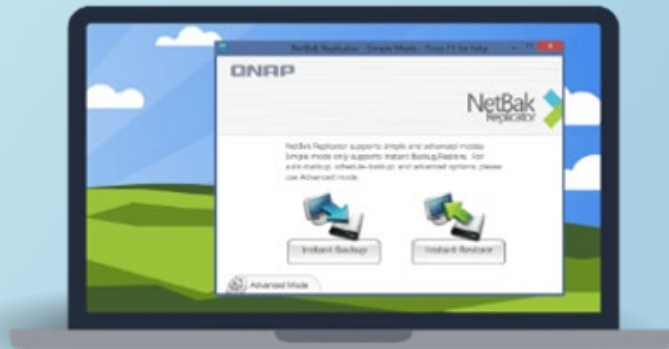 NetBak Replicator - Simple Mode - Press F1 for help
QNAP
NetBak
Replicator
NetBak Replicator supports simple and advanced modes.
Simple mode only supports Instant Backup/Restore. For
auto-backup, schedule-backup, and advanced options, please
use Advanced mode.
Instant Backup
Instant Restore
Advanced Mode